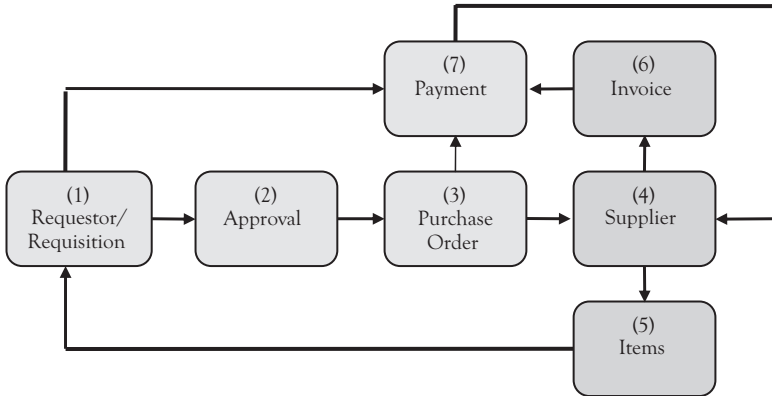 (7)
Payment
(6)
Invoice
(1)
Requestor/
Requisition
(2)
Approval
(3)
Purchase
Order
(4)
Supplier
(5)
Items